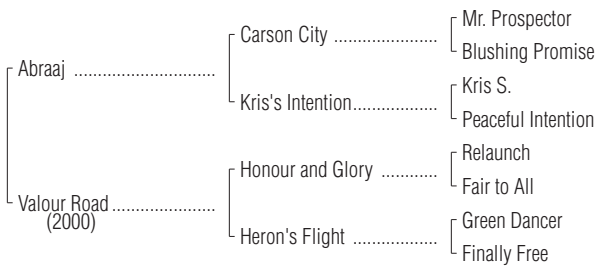 Mr. Prospector
Carson City ....................
Blushing Promise
Abraaj ...........................
Kris S.
Kris's Intention................
Peaceful Intention
Relaunch
Honour and Glory ...........
Fair to All
Valour Road ....................
(2000)
Green Dancer
Heron's Flight ................
Finally Free